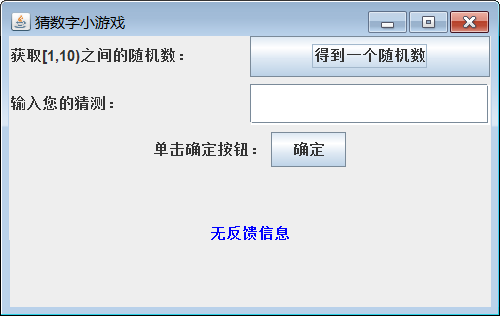 猜数字小游戏
获取[1,10)之间的随机数： 得到一个随机数
输入您的猜测：
单击确定按钮： 确定
无反馈信息